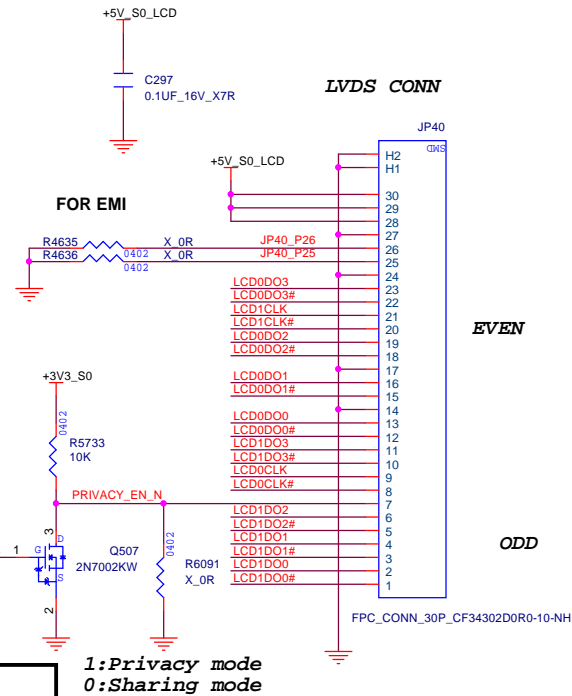 +5V_S0_LCD
C297
0.1UF_16V_X7R
LVDS CONN
JP40
SMD
+5V_S0_LCD
H2
H1
30
29
28
27
26
25
24
23
22
21
20
19
18
17
16
15
14
13
12
11
10
9
8
7
6
5
4
3
2
1
FOR EMI
R4635 X_0R JP40_P26
0402
R4636 X_0R JP40_P25
0402
LCD0DO3
LCD0DO3#
LCD1CLK
LCD1CLK#
LCD0DO2
LCD0DO2#
EVEN
LCD0DO1
LCD0DO1#
LCD0DO0
LCD0DO0#
LCD1DO3
LCD1DO3#
LCD0CLK
LCD0CLK#
+3V3_S0
0402
R5733
10K
PRIVACY_EN_N
LCD1DO2
LCD1DO2#
LCD1DO1
LCD1DO1#
LCD1DO0
LCD1DO0#
ODD
1
G
3
D
S
2
Q507
2N7002KW
0402
R6091
X_0R
FPC_CONN_30P_CF34302D0R0-10-NH
1:Privacy mode
0:Sharing mode